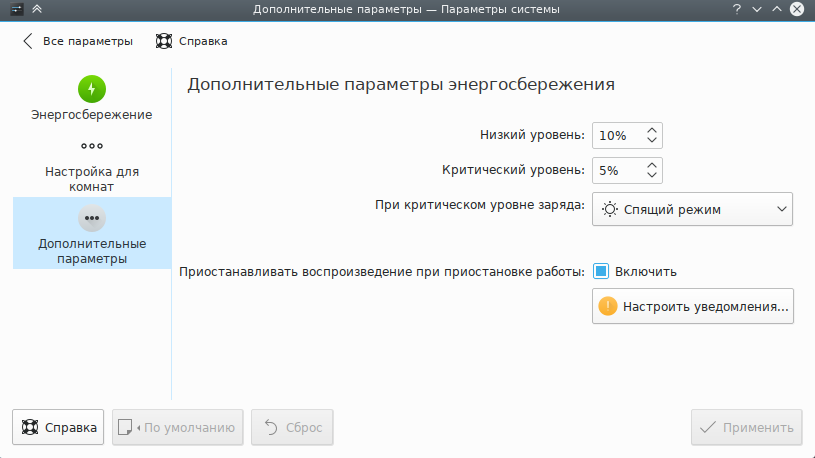 Дополнительные параметры — Параметры системы
Все параметры
Справка
Энергосбережение
Настройка для
комнат
Дополнительные
параметры
Дополнительные параметры энергосбережения
Низкий уровень: 10%
Критический уровень: 5%
При критическом уровне заряда: Спящий режим
Приостанавливать воспроизведение при приостановке работы: Включить
Настроить уведомления...
Справка
По умолчанию
Сброс
Применить